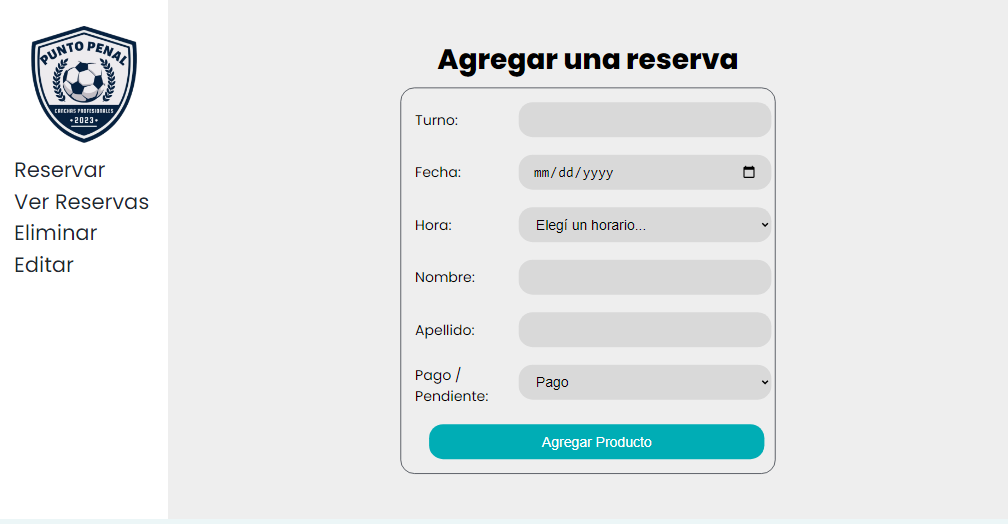 PUNTO PENAL
CANCHAS PROFESIONALES
•2023•
Reservar
Ver Reservas
Eliminar
Editar
Agregar una reserva
Turno:
Fecha:
mm/dd/yyyy
Hora:
Elegí un horario...
Nombre:
Apellido:
Pago /
Pendiente:
Pago
Agregar Producto